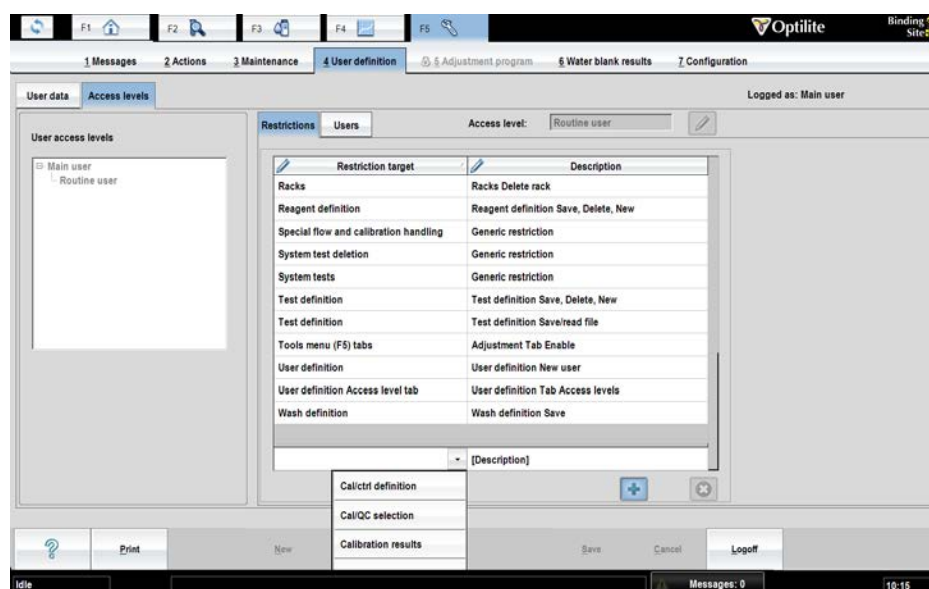 F1 F2 F3 F4 F5 Optilite Binding Site
1 Messages 2 Actions 3 Maintenance 4 User definition 5 Adjustment program 6 Water blank results 7 Configuration
User data Access levels Logged as: Main user
User access levels
Main user
Routine user
Restrictions Users Access level: Routine user
Restriction target Description
Racks Racks Delete rack
Reagent definition Reagent definition Save, Delete, New
Special flow and calibration handling Generic restriction
System test deletion Generic restriction
System tests Generic restriction
Test definition Test definition Save, Delete, New
Test definition Test definition Save/read file
Tools menu (F5) tabs Adjustment Tab Enable
User definition User definition New user
User definition Access level tab User definition Tab Access levels
Wash definition Wash definition Save
[Description]
Cal/ctrl definition
Cal/QC selection
Calibration results
? Print New Save Cancel Logoff
Idle Messages: 0 10:15